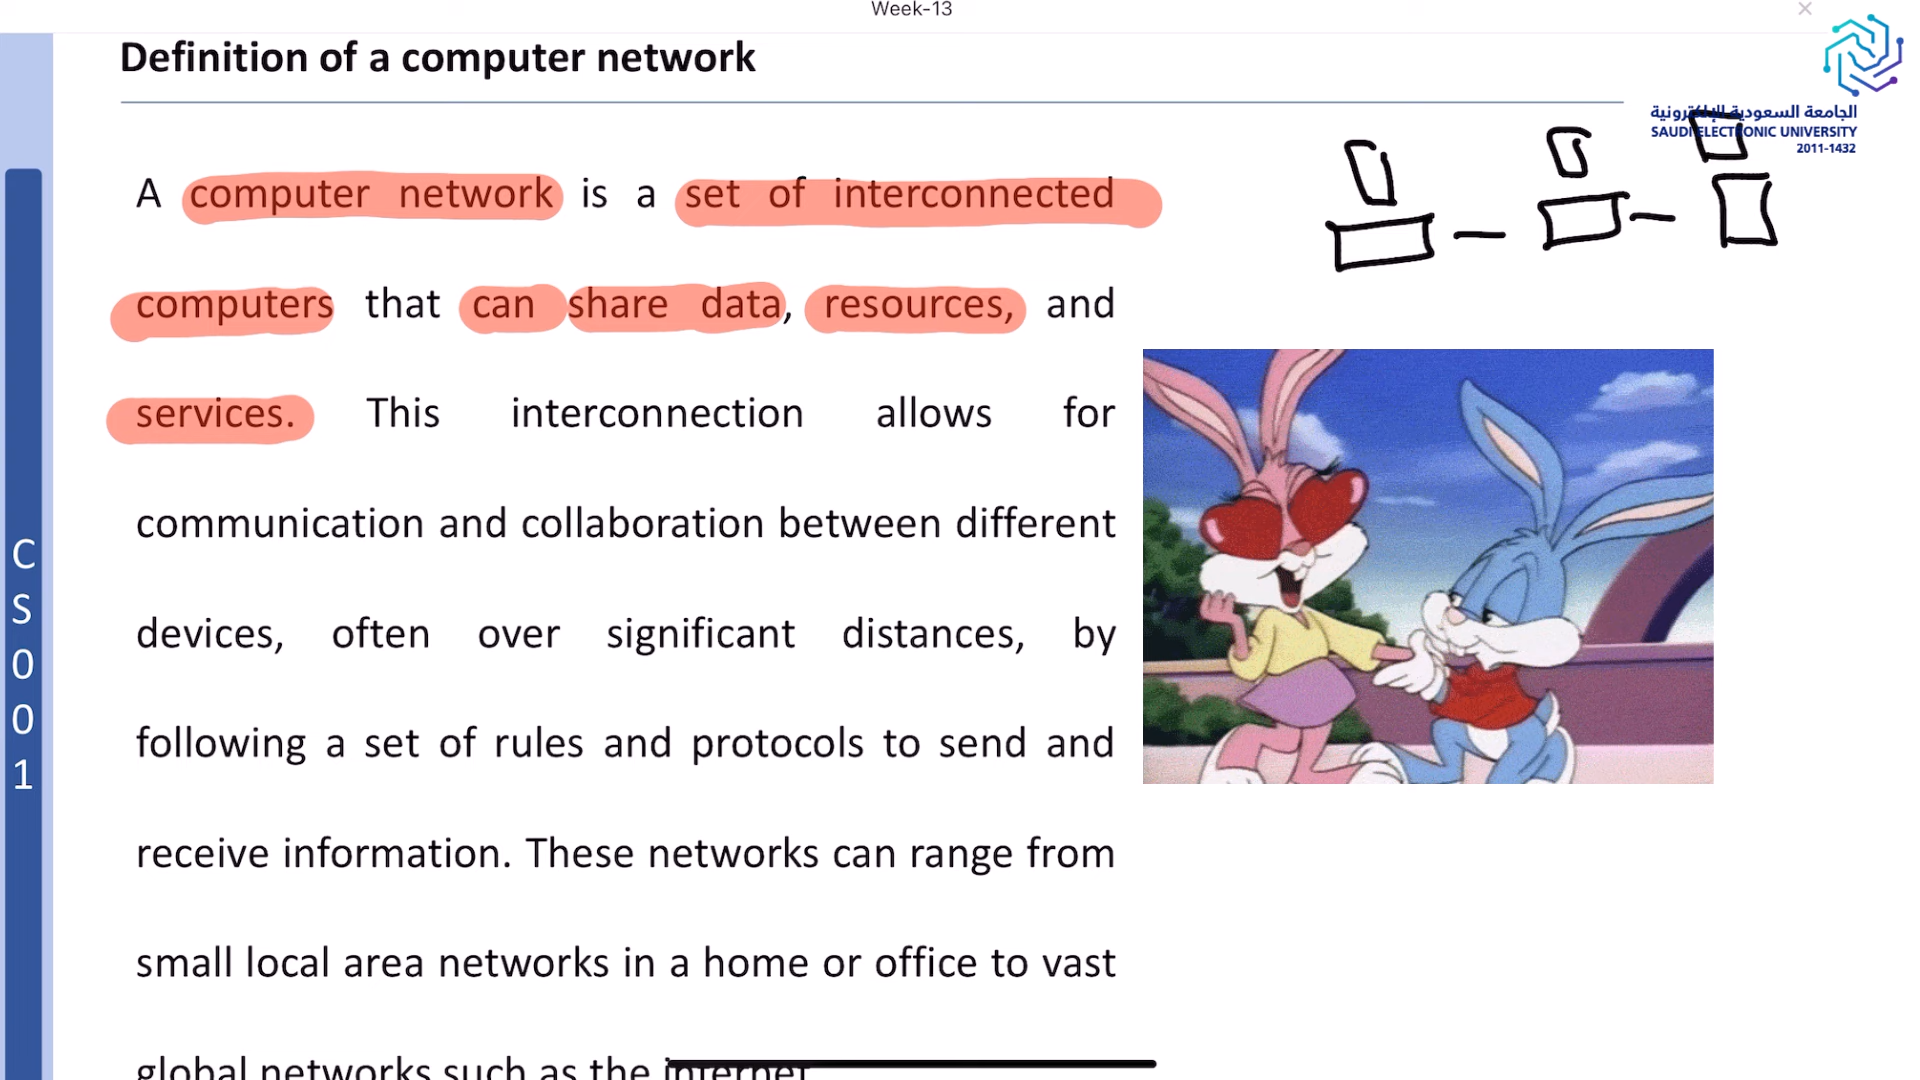 Week-13
Definition of a computer network
الجامعة السعودية الإلكترونية
SAUDI ELECTRONIC UNIVERSITY
2011-1432
A computer network is a set of interconnected
computers that can share data, resources, and
services. This interconnection allows for
communication and collaboration between different
devices, often over significant distances, by
following a set of rules and protocols to send and
receive information. These networks can range from
small local area networks in a home or office to vast
global networks such as the internet
CS001